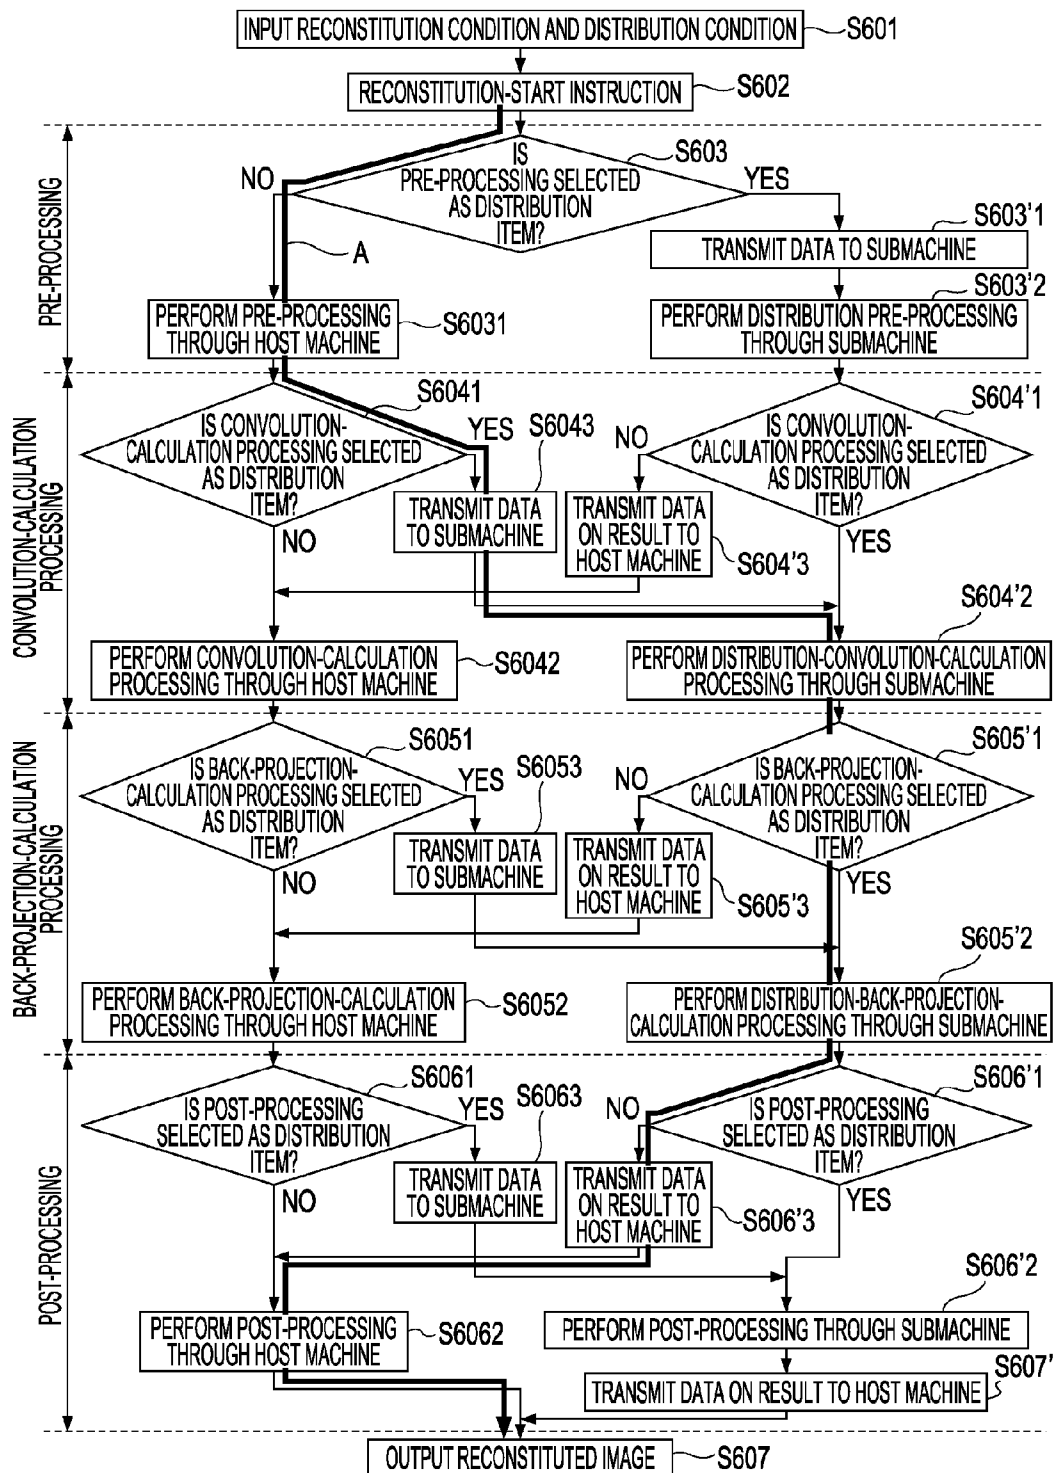 INPUT RECONSTITUTION CONDITION AND DISTRIBUTION CONDITION
S601
RECONSTITUTION-START INSTRUCTION
S602
PRE-PROCESSING
IS
PRE-PROCESSING SELECTED
AS DISTRIBUTION
ITEM?
S603
NO
YES
A
S603'1
TRANSMIT DATA TO SUBMACHINE
S603'2
PERFORM PRE-PROCESSING
THROUGH HOST MACHINE
S6031
PERFORM DISTRIBUTION PRE-PROCESSING
THROUGH SUBMACHINE
CONVOLUTION-CALCULATION
PROCESSING
S6041
IS CONVOLUTION-
CALCULATION PROCESSING SELECTED
AS DISTRIBUTION
ITEM?
YES
NO
S6043
TRANSMIT DATA
TO SUBMACHINE
S604'1
IS CONVOLUTION-
CALCULATION PROCESSING SELECTED
AS DISTRIBUTION
ITEM?
NO
YES
TRANSMIT DATA
ON RESULT TO
HOST MACHINE
S604'3
S604'2
PERFORM CONVOLUTION-CALCULATION
PROCESSING THROUGH HOST MACHINE
S6042
PERFORM DISTRIBUTION-CONVOLUTION-CALCULATION
PROCESSING THROUGH SUBMACHINE
BACK-PROJECTION-CALCULATION
PROCESSING
S6051
IS BACK-PROJECTION-
CALCULATION PROCESSING SELECTED
AS DISTRIBUTION
ITEM?
YES
NO
S6053
TRANSMIT DATA
TO SUBMACHINE
S605'1
IS BACK-PROJECTION-
CALCULATION PROCESSING SELECTED
AS DISTRIBUTION
ITEM?
NO
YES
TRANSMIT DATA
ON RESULT TO
HOST MACHINE
S605'3
S605'2
PERFORM BACK-PROJECTION-CALCULATION
PROCESSING THROUGH HOST MACHINE
S6052
PERFORM DISTRIBUTION-BACK-PROJECTION-
CALCULATION PROCESSING THROUGH SUBMACHINE
POST-PROCESSING
S6061
IS POST-PROCESSING
SELECTED AS DISTRIBUTION
ITEM?
YES
NO
S6063
TRANSMIT DATA
TO SUBMACHINE
S606'1
IS POST-PROCESSING
SELECTED AS DISTRIBUTION
ITEM?
NO
YES
TRANSMIT DATA
ON RESULT TO
HOST MACHINE
S606'3
S606'2
PERFORM POST-PROCESSING
THROUGH HOST MACHINE
S6062
PERFORM POST-PROCESSING THROUGH SUBMACHINE
S607'
TRANSMIT DATA ON RESULT TO HOST MACHINE
OUTPUT RECONSTITUTED IMAGE
S607